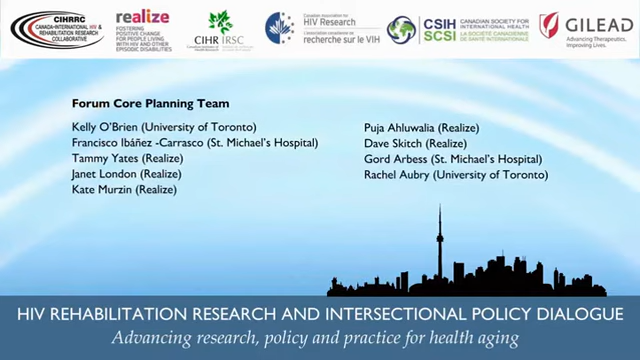 CIHRRC
CANADA-INTERNATIONAL HIV &
REHABILITATION RESEARCH
COLLABORATIVE
realize
FOSTERING
POSITIVE CHANGE
FOR PEOPLE LIVING
WITH HIV AND OTHER
EPISODIC DISABILITIES
CIHR IRSC
Canadian Association for
HIV Research
L'association canadienne de
recherche sur le VIH
CSIH
SCSI
CANADIAN SOCIETY FOR
INTERNATIONAL HEALTH
LA SOCIÉTÉ CANADIENNE
DE SANTÉ INTERNATIONALE
GILEAD
Advancing Therapeutics.
Improving Lives.
Forum Core Planning Team
Kelly O'Brien (University of Toronto)
Francisco Ibáñez -Carrasco (St. Michael's Hospital)
Tammy Yates (Realize)
Janet London (Realize)
Kate Murzin (Realize)
Puja Ahluwalia (Realize)
Dave Skitch (Realize)
Gord Arbess (St. Michael's Hospital)
Rachel Aubry (University of Toronto)
HIV REHABILITATION RESEARCH AND INTERSECTIONAL POLICY DIALOGUE
Advancing research, policy and practice for health aging